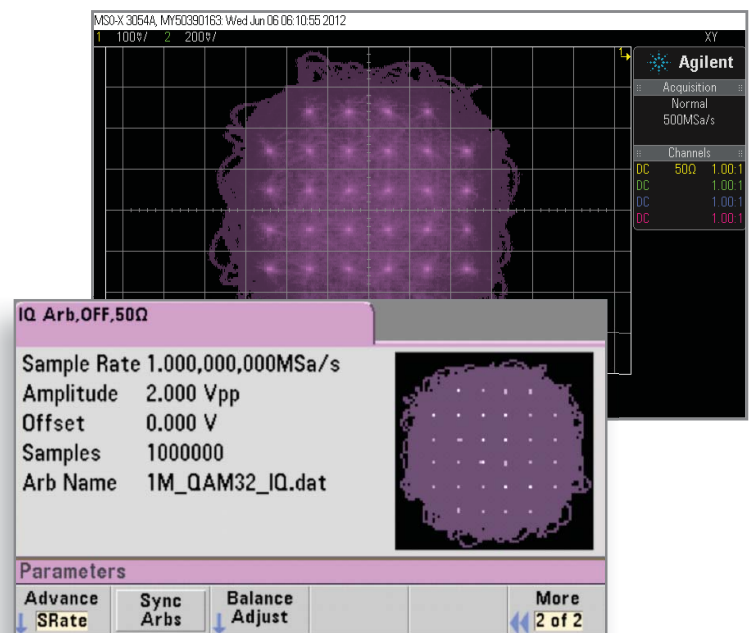 MSO-X 3054A, MY50390163: Wed Jun 06 06:10:55 2012
1 100V/ 2 200V/ XY
1
Agilent
Acquisition
Normal
500MSa/s
Channels
DC 50Ω 1.00:1
DC 1.00:1
DC 1.00:1
DC 1.00:1
IQ Arb,OFF,50Ω
Sample Rate 1.000,000,000MSa/s
Amplitude 2.000 Vpp
Offset 0.000 V
Samples 1000000
Arb Name 1M_QAM32_IQ.dat
Parameters
Advance Sync Balance More
SRate Arbs Adjust 2 of 2